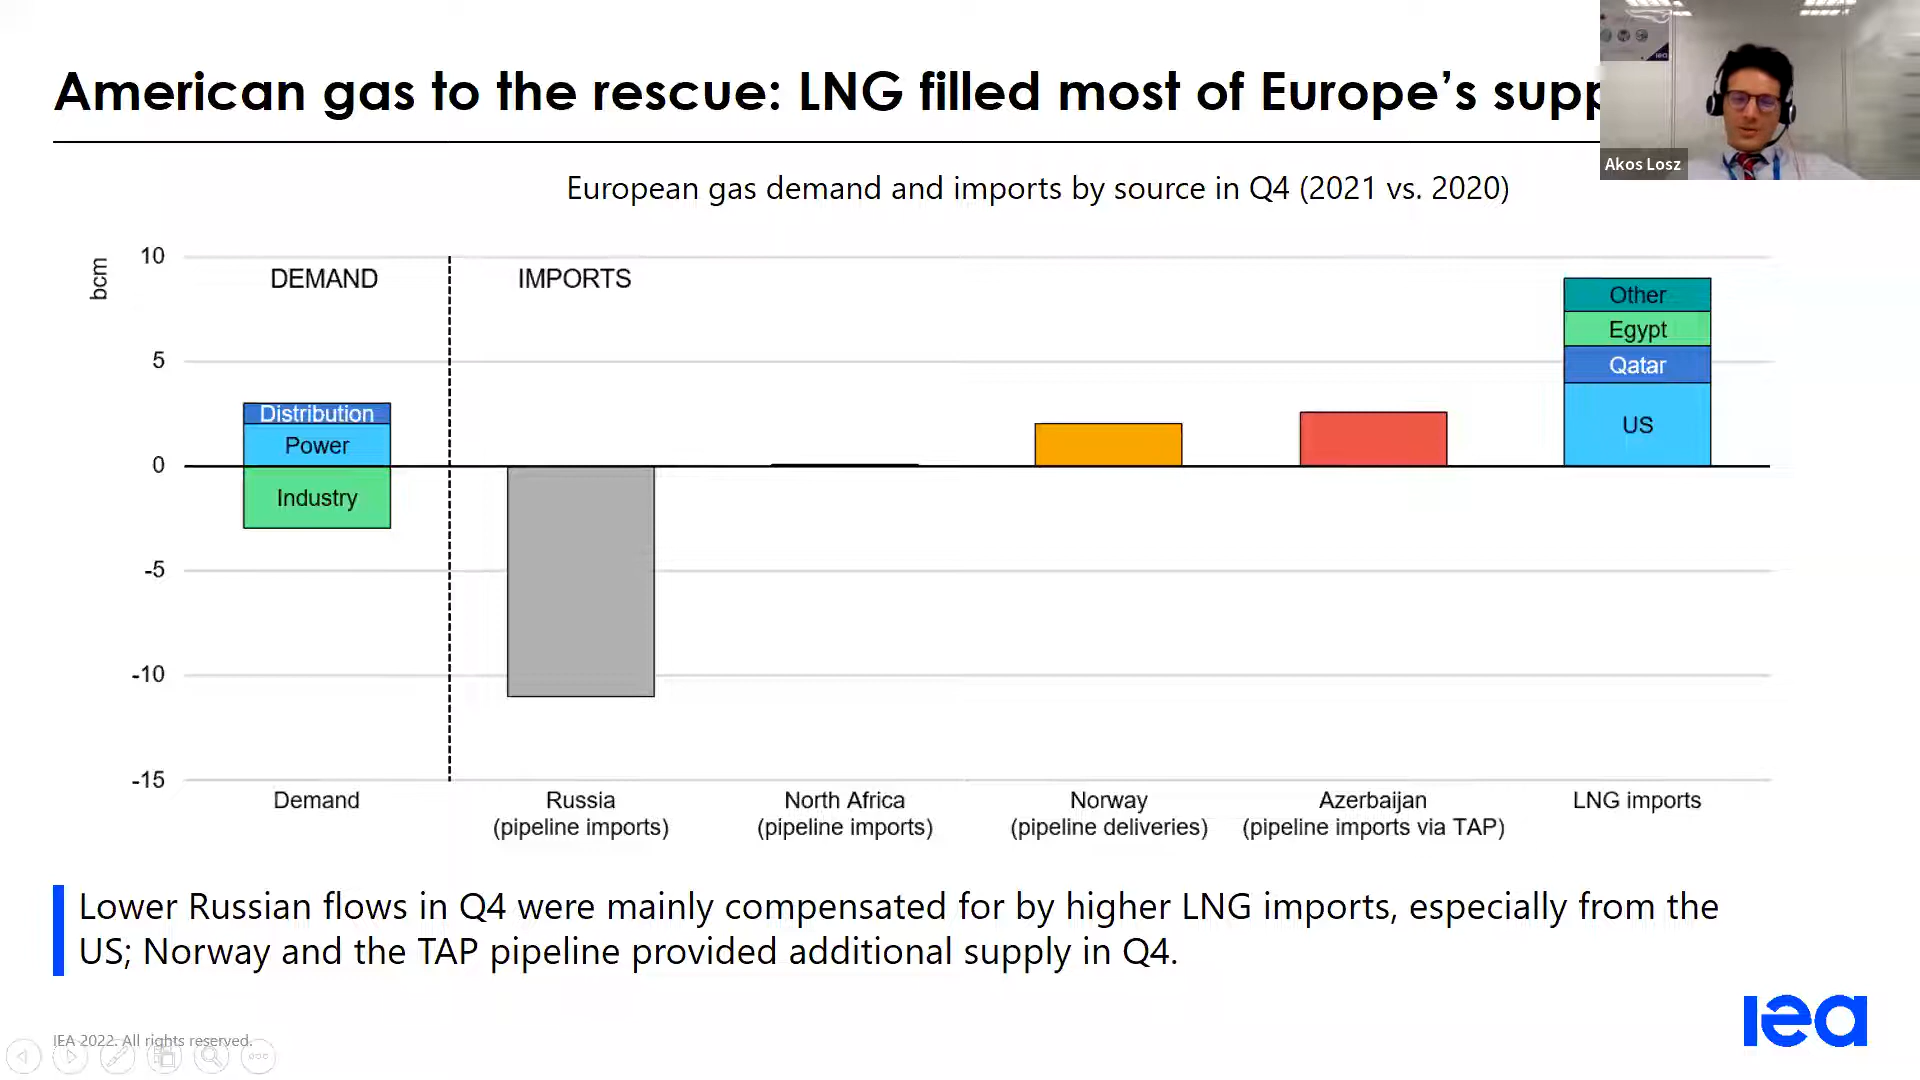 American gas to the rescue: LNG filled most of Europe's supp
Akos Losz
European gas demand and imports by source in Q4 (2021 vs. 2020)
bcm
10
5
0
-5
-10
-15
DEMAND
IMPORTS
Distribution
Power
Industry
Other
Egypt
Qatar
US
Demand
Russia
(pipeline imports)
North Africa
(pipeline imports)
Norway
(pipeline deliveries)
Azerbaijan
(pipeline imports via TAP)
LNG imports
Lower Russian flows in Q4 were mainly compensated for by higher LNG imports, especially from the
US; Norway and the TAP pipeline provided additional supply in Q4.
IEA 2022. All rights reserved.
iea